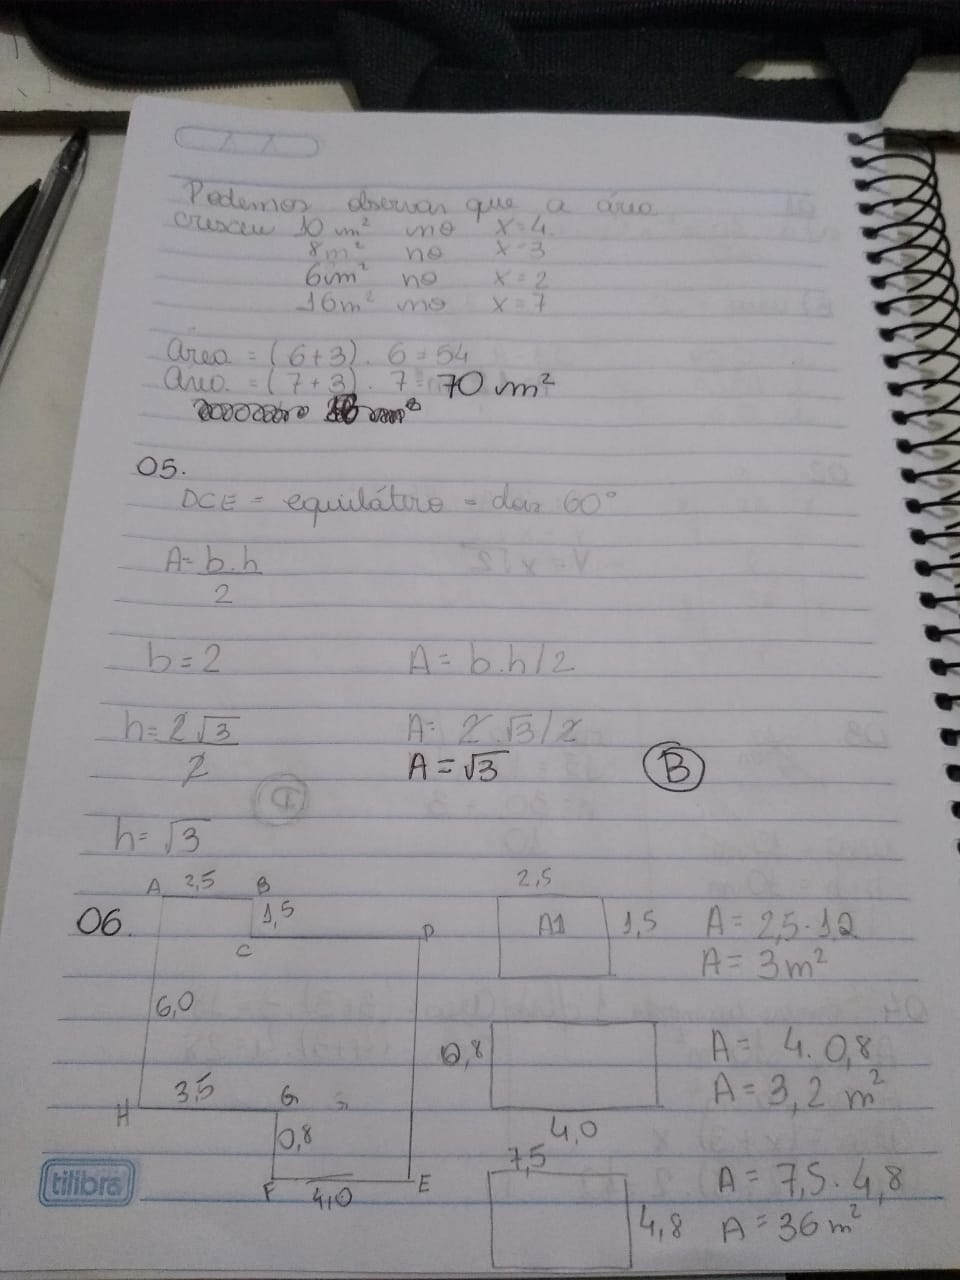 Podemos observar que a área
cresceu 10 m² no x=4
8m² no x=3
6m² no x=2
16m² no x=7
Área = (6+3). 6 = 54
Área = (7+3). 7 = 70 m²
05.
DCE = equilátero = dois 60°
A= b.h
2
b=2 A= b.h/2
h=2√3 A= 2.√3/2
2 A=√3 B
h= √3
A 2,5 B 2,5
06. 1,5 A1 1,5 A= 2,5.1,2
C D A= 3m²
6,0
0,8 A= 4.0,8
3,5 A= 3,2 m²
H G
0,8 4,0
7,5
F 4,0 E A= 7,5.4,8
4,8 A= 36m²
tilibra